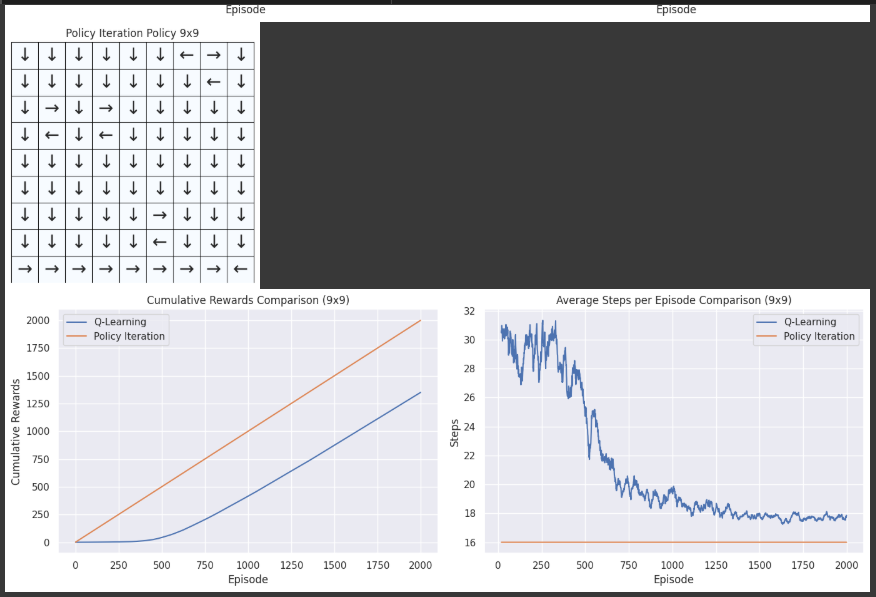 Episode Episode
Policy Iteration Policy 9x9
↓ ↓ ↓ ↓ ↓ ↓ ← → ↓
↓ ↓ ↓ ↓ ↓ ↓ ↓ ← ↓
↓ → ↓ → ↓ ↓ ↓ ↓ ↓
↓ ← ↓ ← ↓ ↓ ↓ ↓ ↓
↓ ↓ ↓ ↓ ↓ ↓ ↓ ↓ ↓
↓ ↓ ↓ ↓ ↓ ↓ ↓ ↓ ↓
↓ ↓ ↓ ↓ ↓ → ↓ ↓ ↓
↓ ↓ ↓ ↓ ↓ ← ↓ ↓ ↓
→ → → → → → → → ←
Cumulative Rewards Comparison (9x9)
Q-Learning
Policy Iteration
Cumulative Rewards
2000
1750
1500
1250
1000
750
500
250
0
0 250 500 750 1000 1250 1500 1750 2000
Episode
Average Steps per Episode Comparison (9x9)
Q-Learning
Policy Iteration
Steps
32
30
28
26
24
22
20
18
16
0 250 500 750 1000 1250 1500 1750 2000
Episode